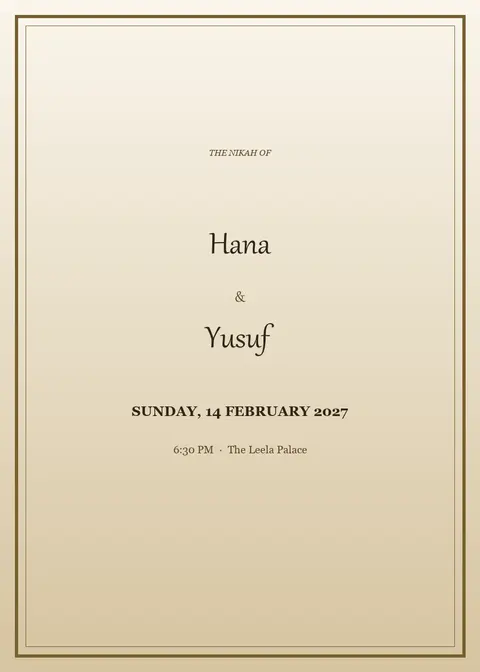 THE NIKAH OF
Hana
&
Yusuf
SUNDAY, 14 FEBRUARY 2027
6:30 PM · The Leela Palace